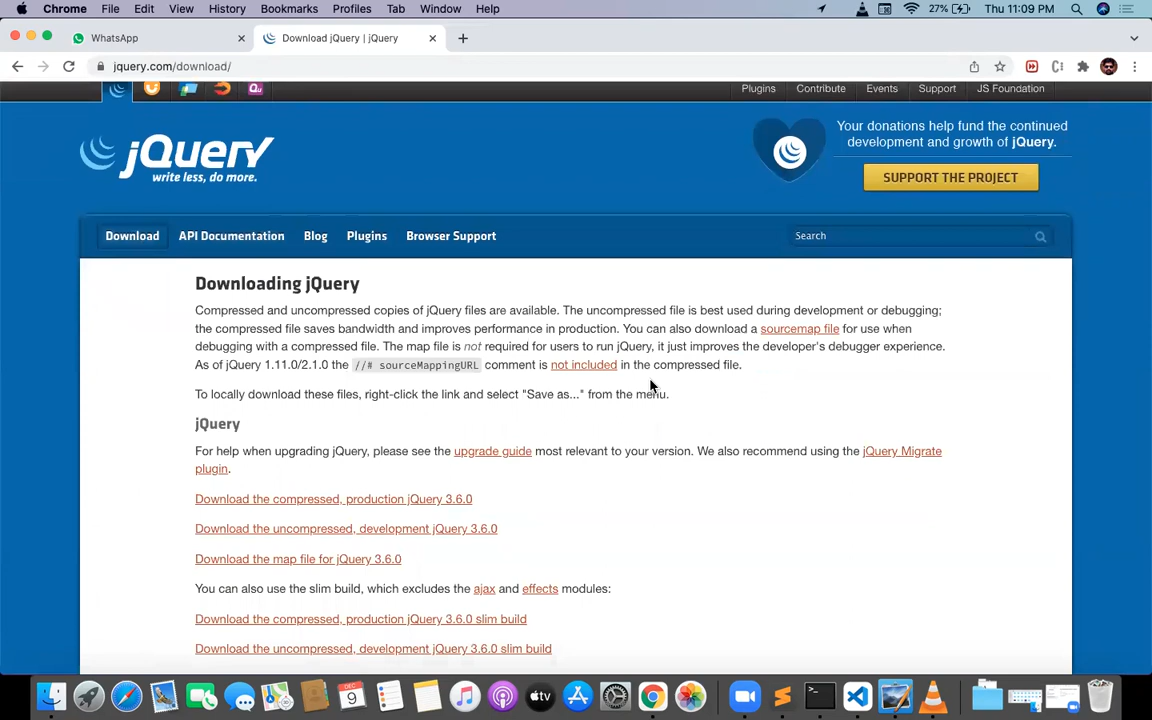 Chrome File Edit View History Bookmarks Profiles Tab Window Help 27% Thu 11:09 PM
WhatsApp Download jQuery | jQuery
jquery.com/download/
Plugins Contribute Events Support JS Foundation
jQuery
write less, do more.
Your donations help fund the continued
development and growth of jQuery.
SUPPORT THE PROJECT
Download API Documentation Blog Plugins Browser Support Search
Downloading jQuery
Compressed and uncompressed copies of jQuery files are available. The uncompressed file is best used during development or debugging;
the compressed file saves bandwidth and improves performance in production. You can also download a sourcemap file for use when
debugging with a compressed file. The map file is not required for users to run jQuery, it just improves the developer's debugger experience.
As of jQuery 1.11.0/2.1.0 the //# sourceMappingURL comment is not included in the compressed file.
To locally download these files, right-click the link and select "Save as..." from the menu.
jQuery
For help when upgrading jQuery, please see the upgrade guide most relevant to your version. We also recommend using the jQuery Migrate
plugin.
Download the compressed, production jQuery 3.6.0
Download the uncompressed, development jQuery 3.6.0
Download the map file for jQuery 3.6.0
You can also use the slim build, which excludes the ajax and effects modules:
Download the compressed, production jQuery 3.6.0 slim build
Download the uncompressed, development jQuery 3.6.0 slim build
DEC
9
tv